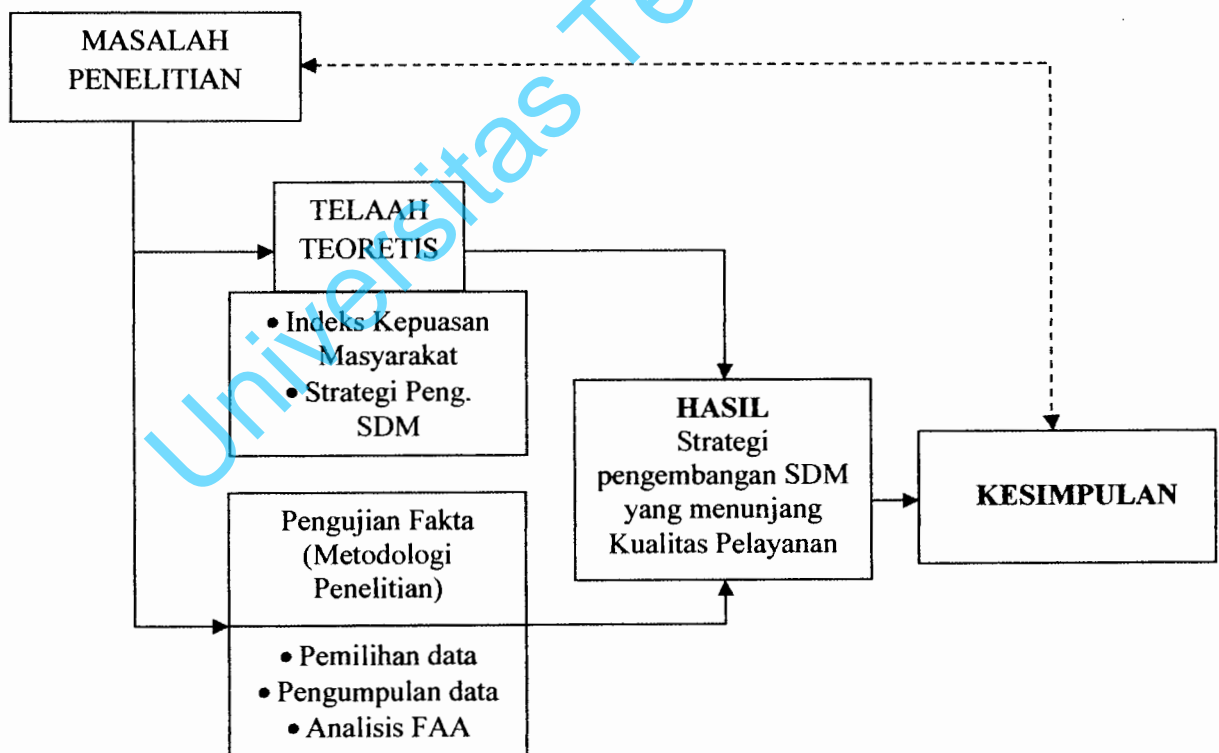 MASALAH
PENELITIAN
TELAAH
TEORETIS
• Indeks Kepuasan
Masyarakat
• Strategi Peng.
SDM
Pengujian Fakta
(Metodologi
Penelitian)
• Pemilihan data
• Pengumpulan data
• Analisis FAA
HASIL
Strategi
pengembangan SDM
yang menunjang
Kualitas Pelayanan
KESIMPULAN
Universitas Te